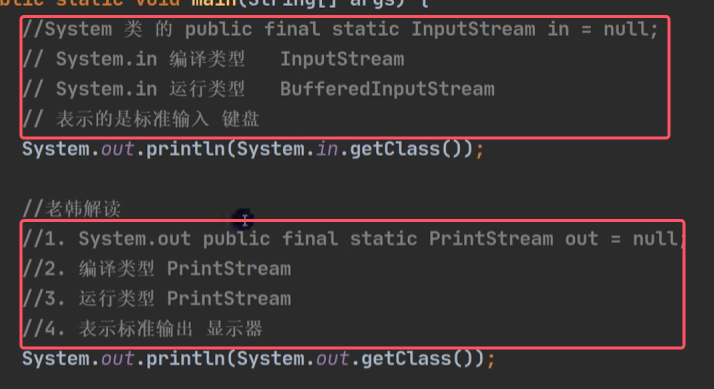 public static void main(String[] args) {
//System 类 的 public final static InputStream in = null;
// System.in 编译类型   InputStream
// System.in 运行类型   BufferedInputStream
// 表示的是标准输入 键盘
System.out.println(System.in.getClass());
//老韩解读
//1. System.out public final static PrintStream out = null;
//2. 编译类型 PrintStream
//3. 运行类型 PrintStream
//4. 表示标准输出 显示器
System.out.println(System.out.getClass());